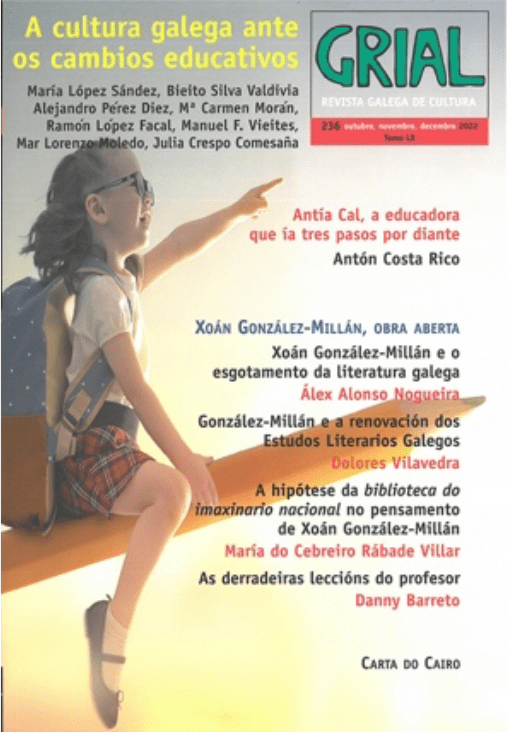 A cultura galega ante
os cambios educativos
María López Sández, Bieito Silva Valdivia
Alejandro Pérez Diez, Mª Carmen Morán,
Ramón López Facal, Manuel F. Vieites,
Mar Lorenzo Moledo, Julia Crespo Comesaña
GRIAL
REVISTA GALEGA DE CULTURA
236 outubro, novembro, decembro 2022
Tomo LX
Antía Cal, a educadora
que ía tres pasos por diante
Antón Costa Rico
XOÁN GONZÁLEZ-MILLÁN, OBRA ABERTA
Xoán González-Millán e o
esgotamento da literatura galega
Álex Alonso Nogueira
González-Millán e a renovación dos
Estudos Literarios Galegos
Dolores Vilavedra
A hipótese da biblioteca do
imaxinario nacional no pensamento
de Xoán González-Millán
María do Cebreiro Rábade Villar
As derradeiras leccións do profesor
Danny Barreto
CARTA DO CAIRO